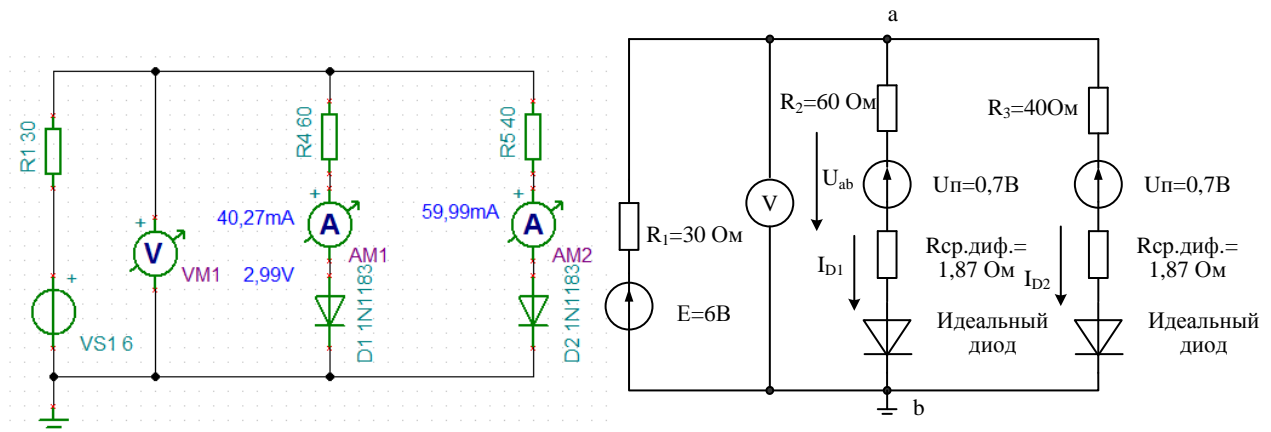 R1 30
+
VS1 6
+
V
VM1
2,99V
R4 60
40,27mA
+
A
AM1
D1 1N1183
R5 40
59,99mA
+
A
AM2
D2 1N1183
a
R₁=30 Ом
E=6В
V
R₂=60 Ом
Uab
Uп=0,7В
Rср.диф.=
1,87 Ом
ID1
Идеальный
диод
R₃=40Ом
Uп=0,7В
Rср.диф.=
1,87 Ом
ID2
Идеальный
диод
b